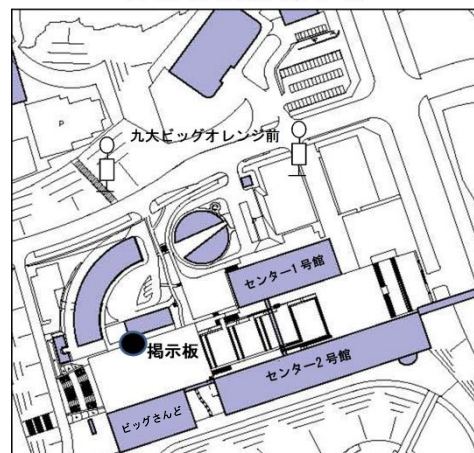 P
九大ビッグオレンジ前
センター1号館
掲示板
センター2号館
ビッグさんど